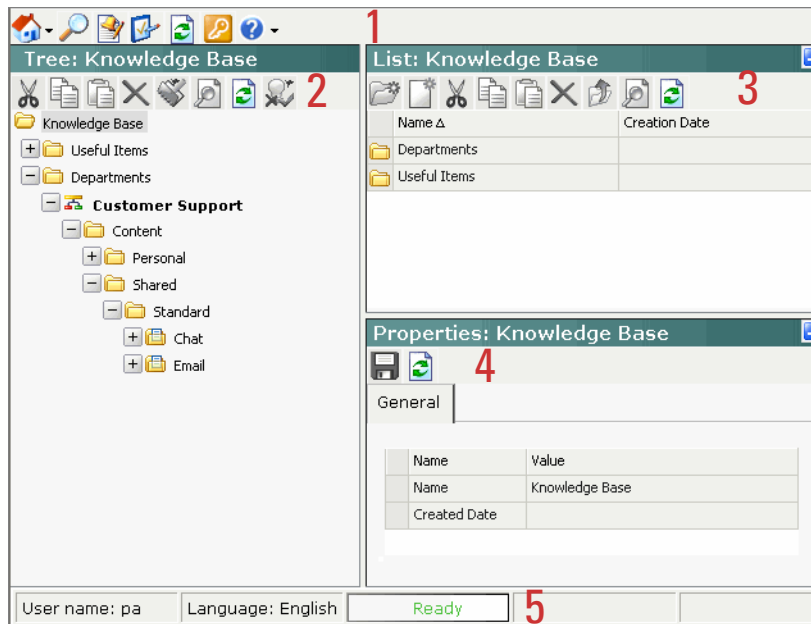 1
Tree: Knowledge Base
2
Knowledge Base
Useful Items
Departments
Customer Support
Content
Personal
Shared
Standard
Chat
Email
List: Knowledge Base
3
Name Δ Creation Date
Departments
Useful Items
Properties: Knowledge Base
4
General
Name Value
Name Knowledge Base
Created Date
User name: pa Language: English Ready 5